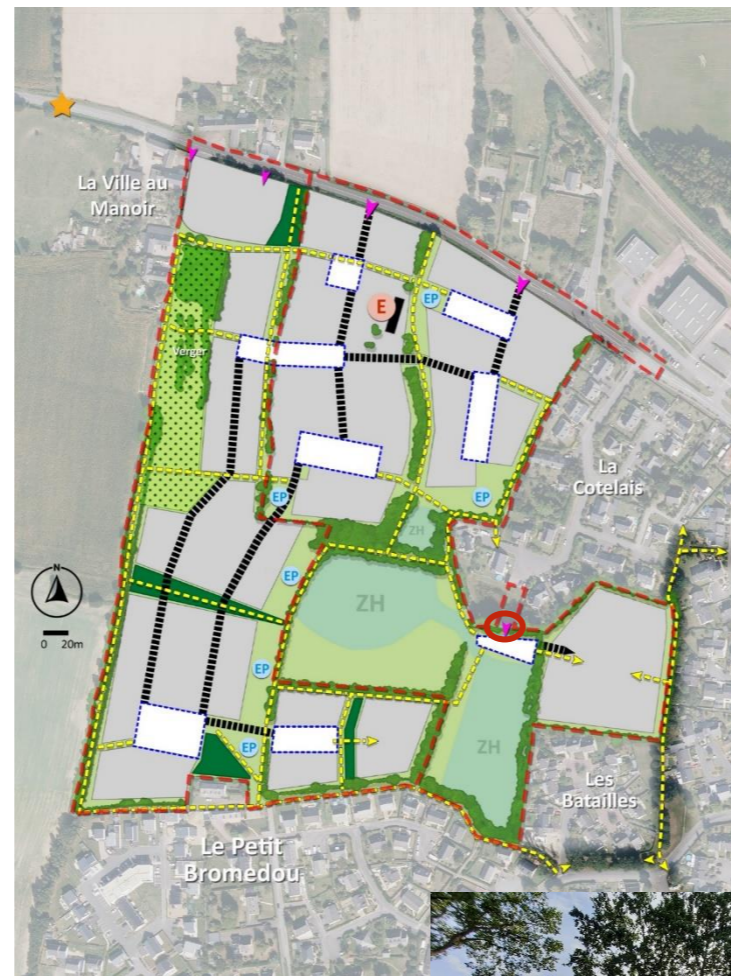 La Ville au
Manoir
E
EP
Verger
La
Cotelais
EP
EP
ZH
EP
N
0 20m
ZH
EP
EP
ZH
Les
Batailles
Le Petit
Bromedou